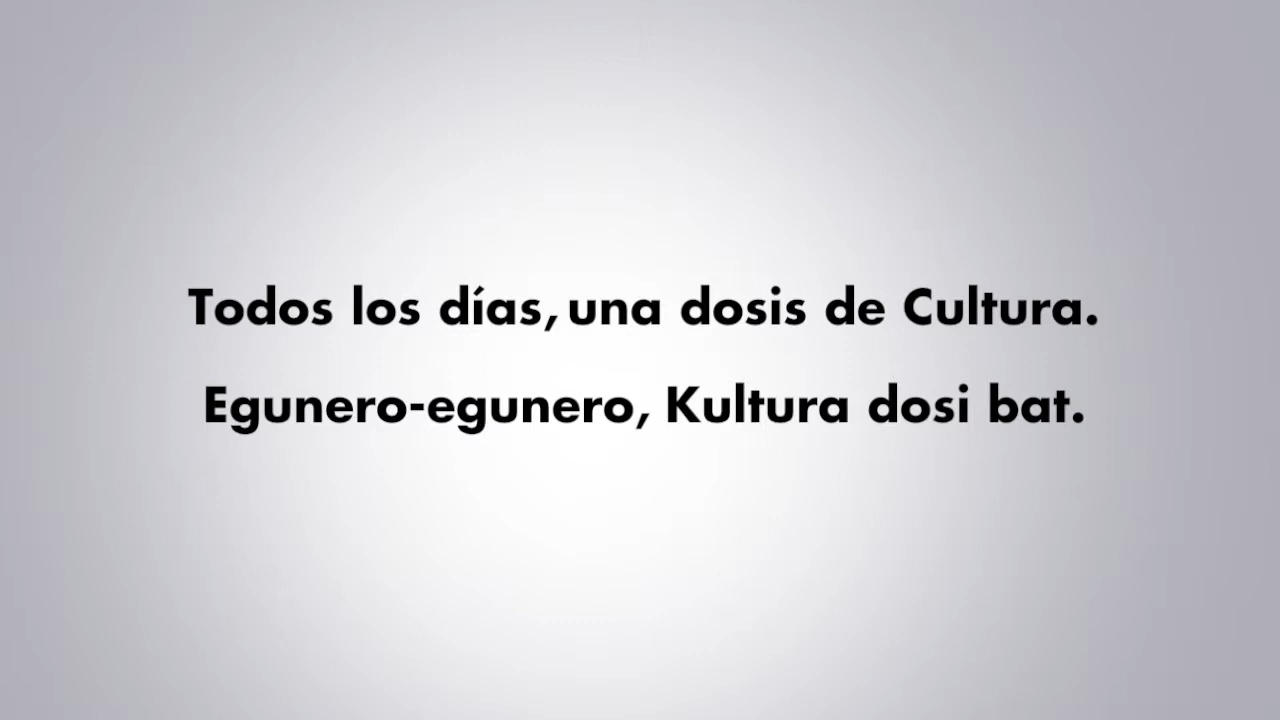 Todos los días, una dosis de Cultura.
Egunero-egunero, Kultura dosi bat.